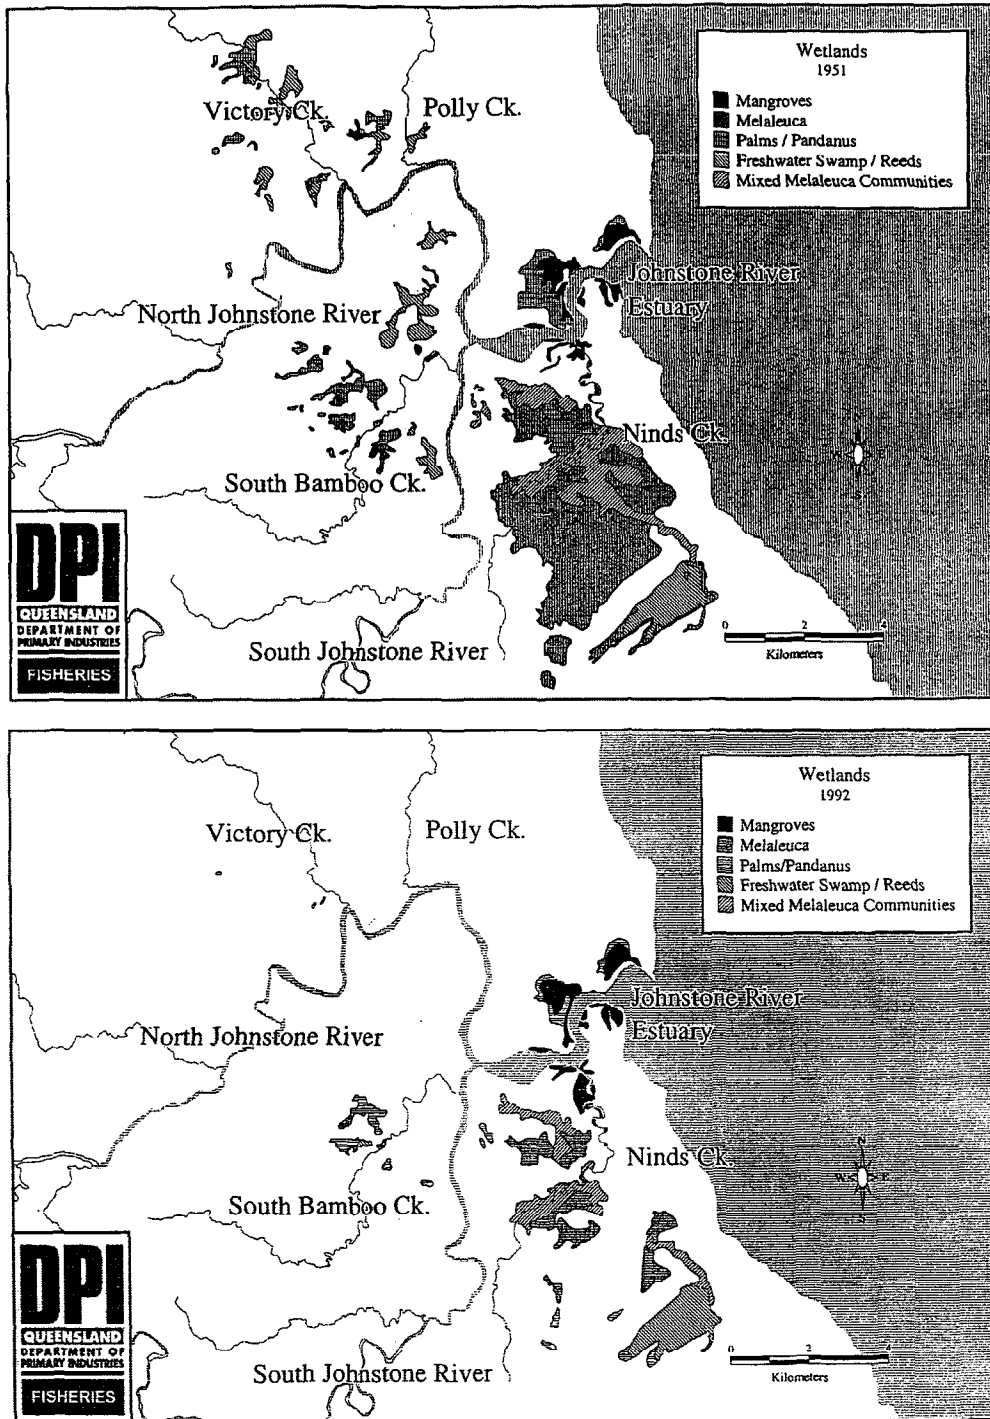 Wetlands
1951
Mangroves
Melaleuca
Palms / Pandanus
Freshwater Swamp / Reeds
Mixed Melaleuca Communities
Victory Ck.
Polly Ck.
Johnstone River
Estuary
North Johnstone River
Ninds Ck.
N
S
South Bamboo Ck.
DPI
QUEENSLAND
DEPARTMENT OF
PRIMARY INDUSTRIES
FISHERIES
South Johnstone River
0 2 4
Kilometers
Wetlands
1992
Mangroves
Melaleuca
Palms/Pandanus
Freshwater Swamp / Reeds
Mixed Melaleuca Communities
Victory Ck.
Polly Ck.
Johnstone River
Estuary
North Johnstone River
Ninds Ck.
N
W E
S
South Bamboo Ck.
DPI
QUEENSLAND
DEPARTMENT OF
PRIMARY INDUSTRIES
FISHERIES
South Johnstone River
0 2 4
Kilometers